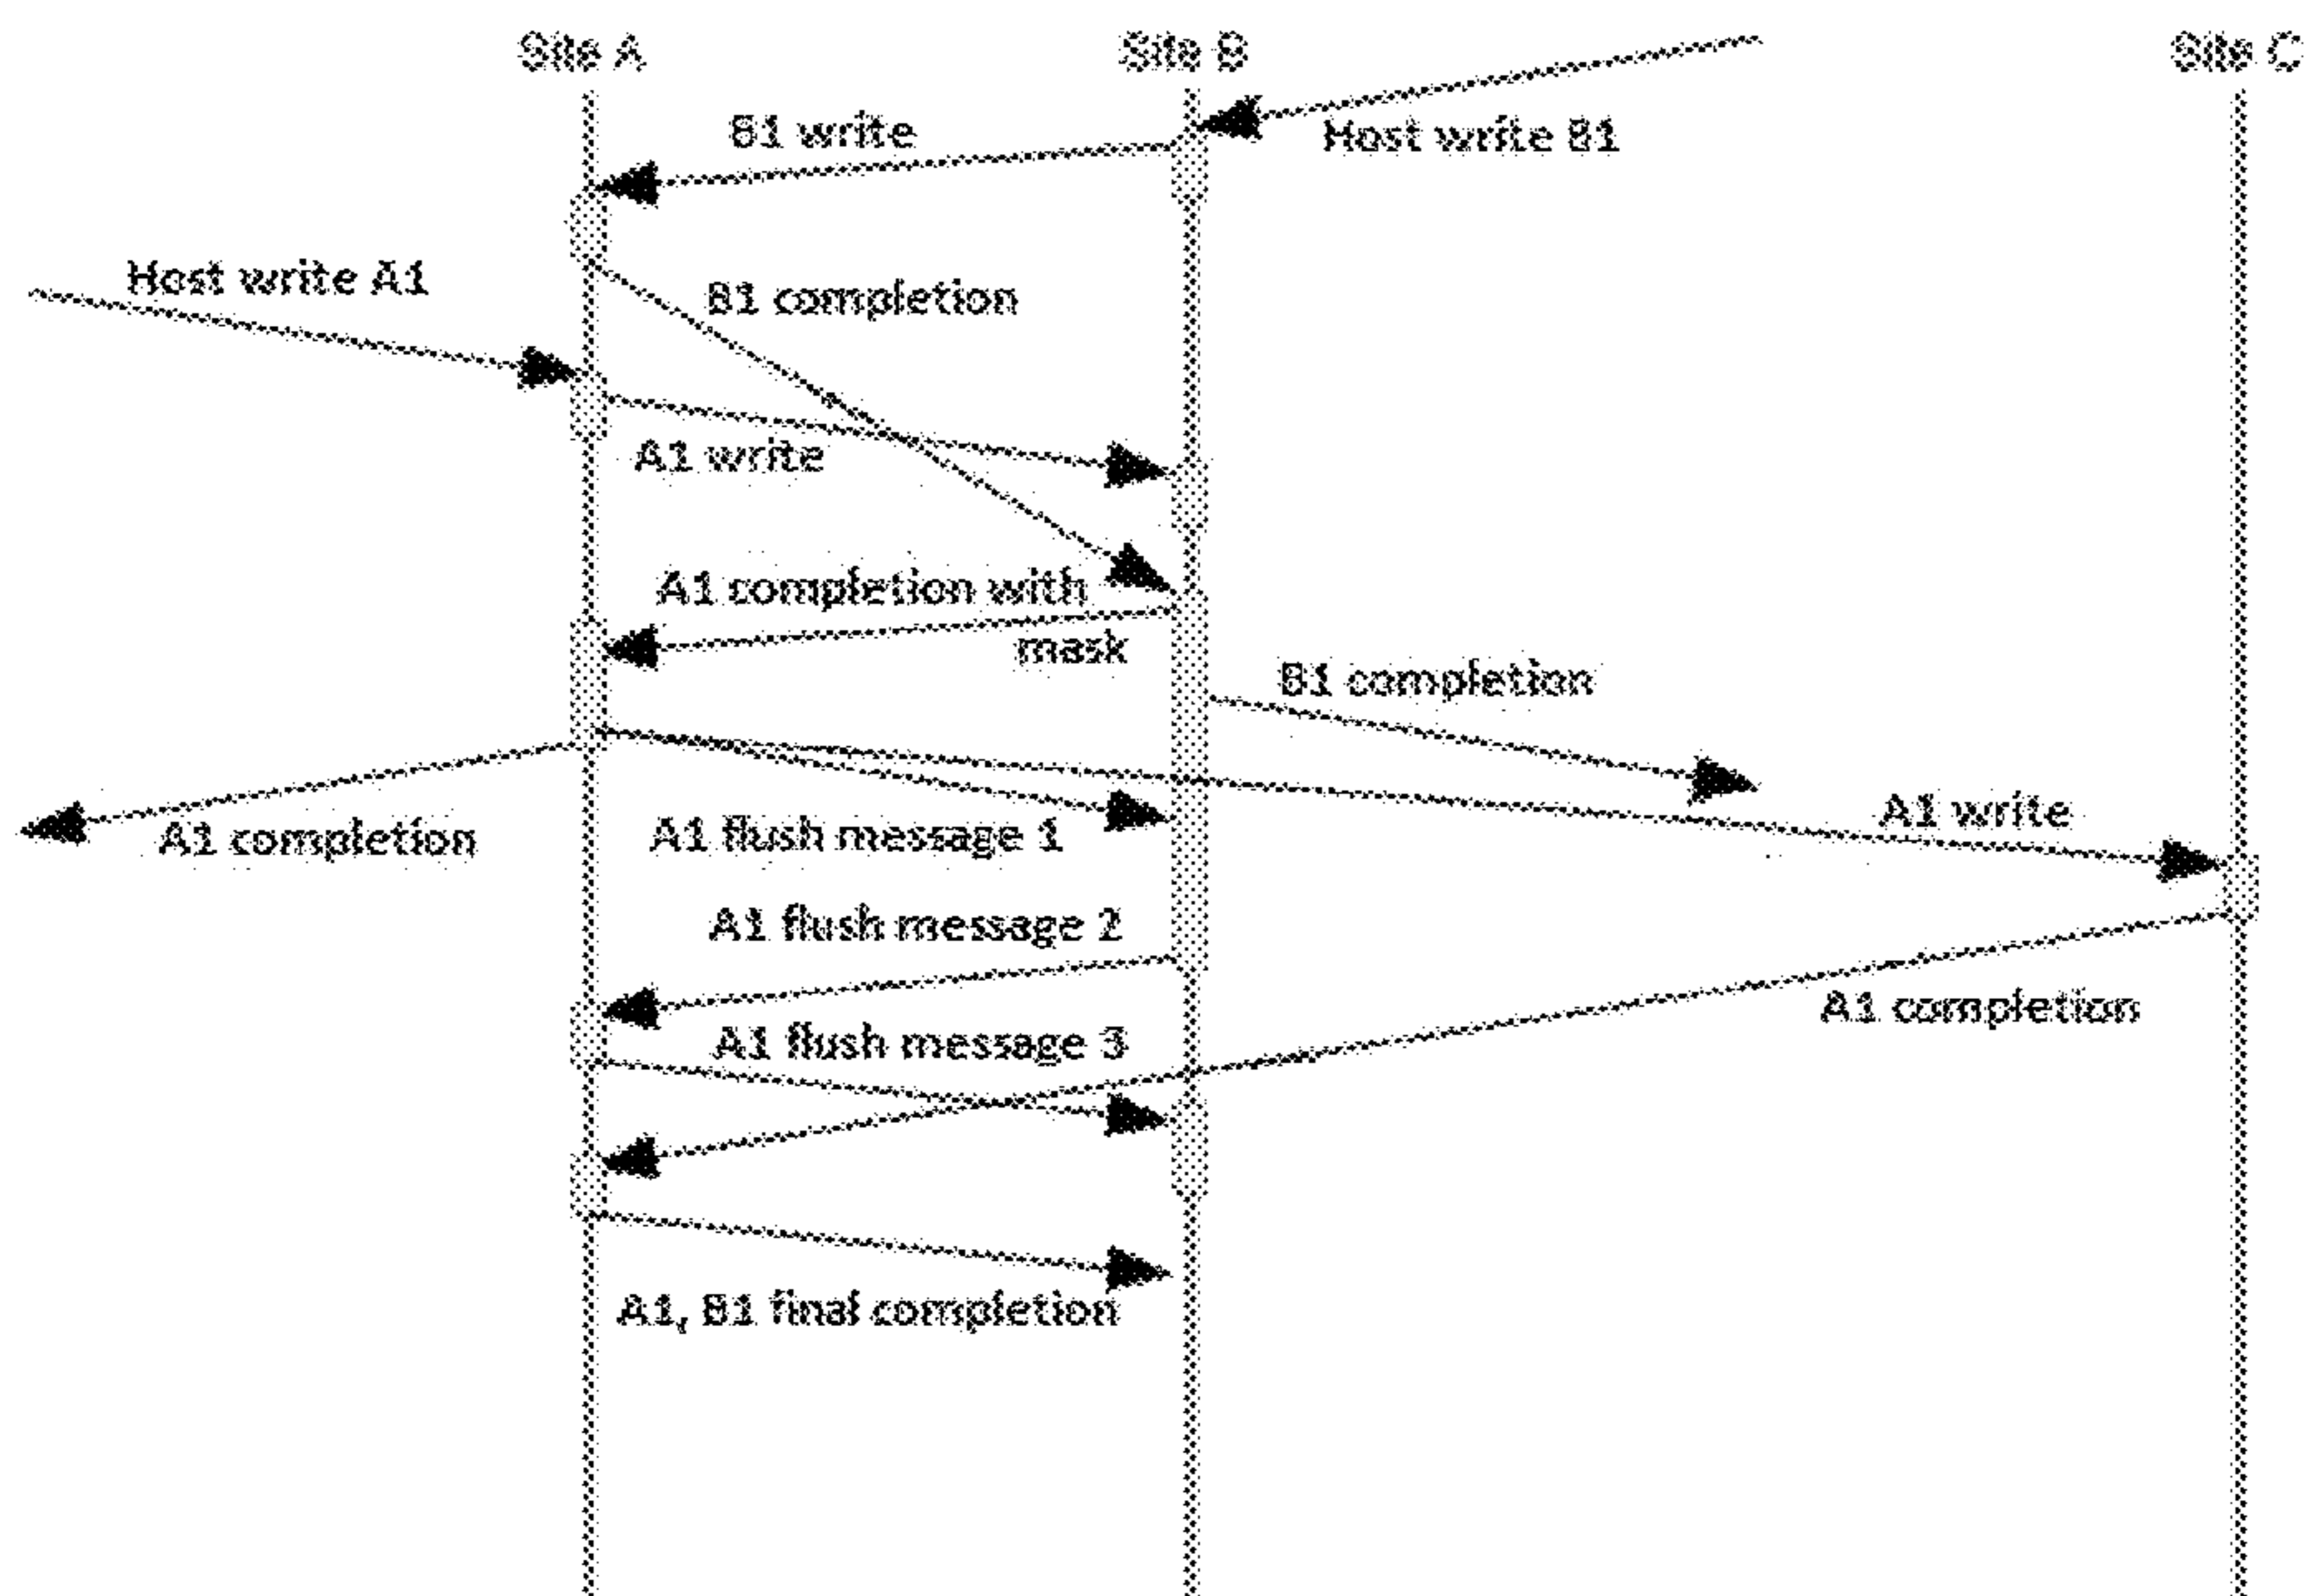 Site A
Site B
Site C
B1 write
Host write B1
Host write A1
B1 completion
A1 write
A1 completion with
mask
B1 completion
A1 write
A1 completion
A1 flush message 1
A1 flush message 2
A1 completion
A1 flush message 3
A1, B1 final completion